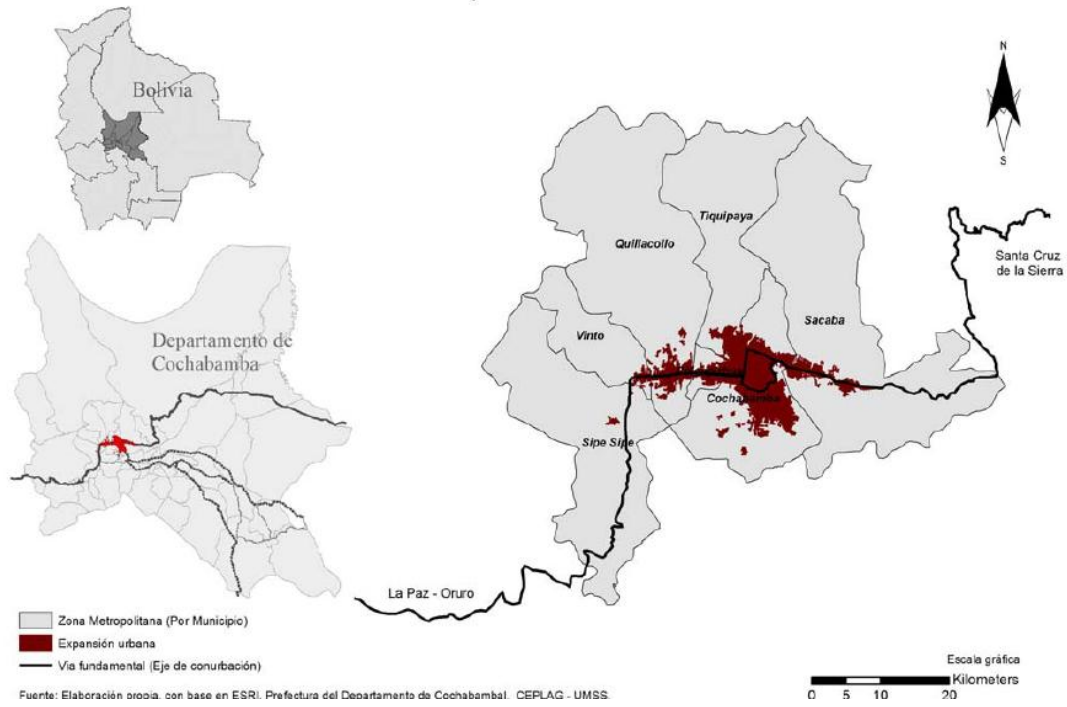 Bolivia
N
S
Tiquipaya
Quillacollo
Santa Cruz
de la Sierra
Sacaba
Vinto
Departamento de
Cochabamba
Cochabamba
Sipe Sipe
La Paz - Oruro
Zona Metropolitana (Por Municipio)
Expansión urbana
Via fundamental (Eje de conurbación)
Escala gráfica
Kilometers
0 5 10 20
Fuente: Elaboración propia, con base en ESRI, Prefectura del Departamento de Cochabambal, CEPLAG - UMSS.